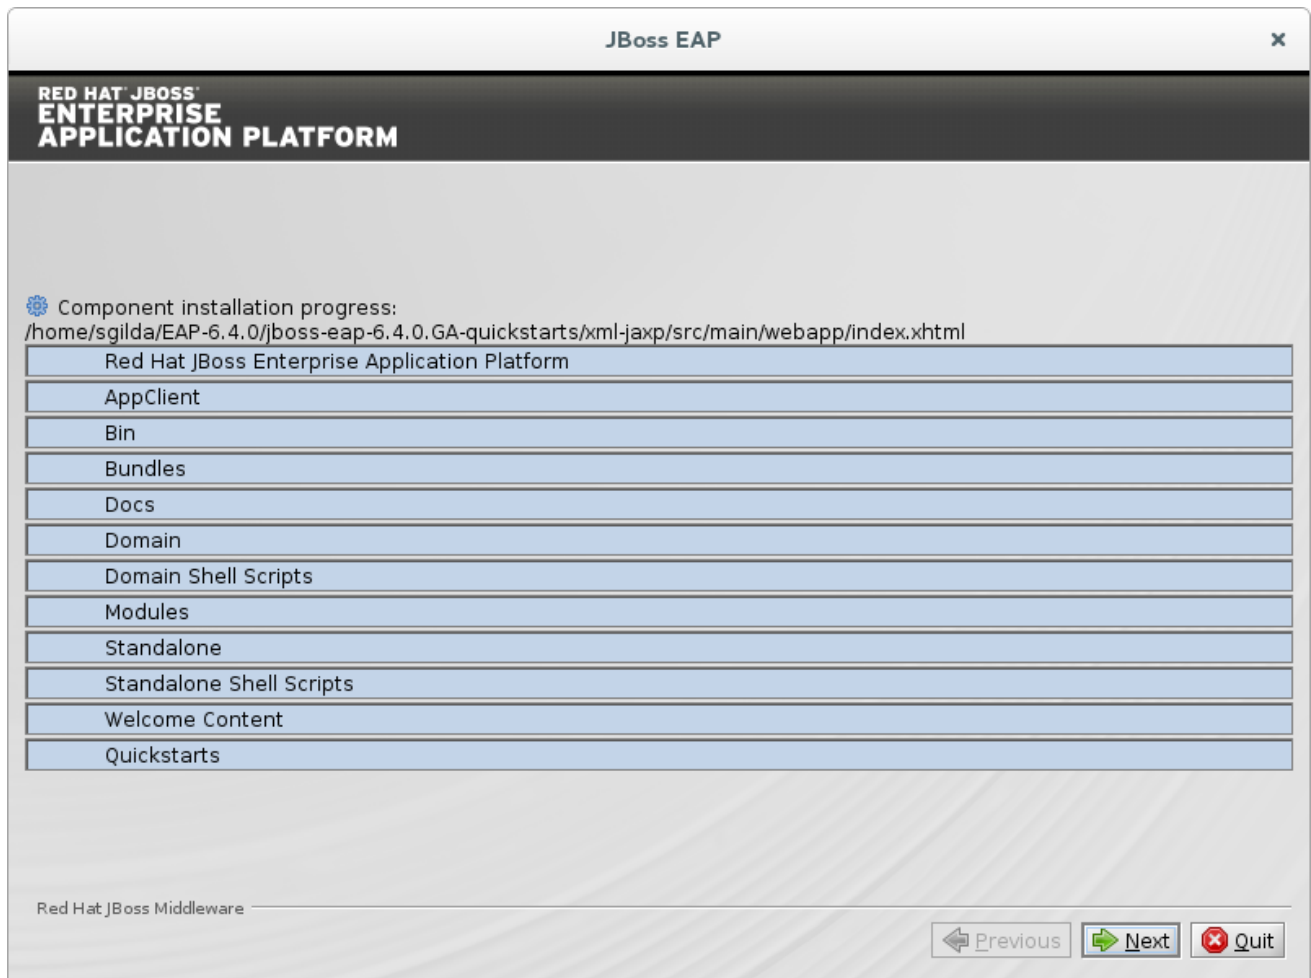 JBoss EAP
RED HAT JBOSS
ENTERPRISE
APPLICATION PLATFORM
Component installation progress:
/home/sgilda/EAP-6.4.0/jboss-eap-6.4.0.GA-quickstarts/xml-jaxp/src/main/webapp/index.xhtml
Red Hat JBoss Enterprise Application Platform
AppClient
Bin
Bundles
Docs
Domain
Domain Shell Scripts
Modules
Standalone
Standalone Shell Scripts
Welcome Content
Quickstarts
Red Hat JBoss Middleware
Previous Next Quit